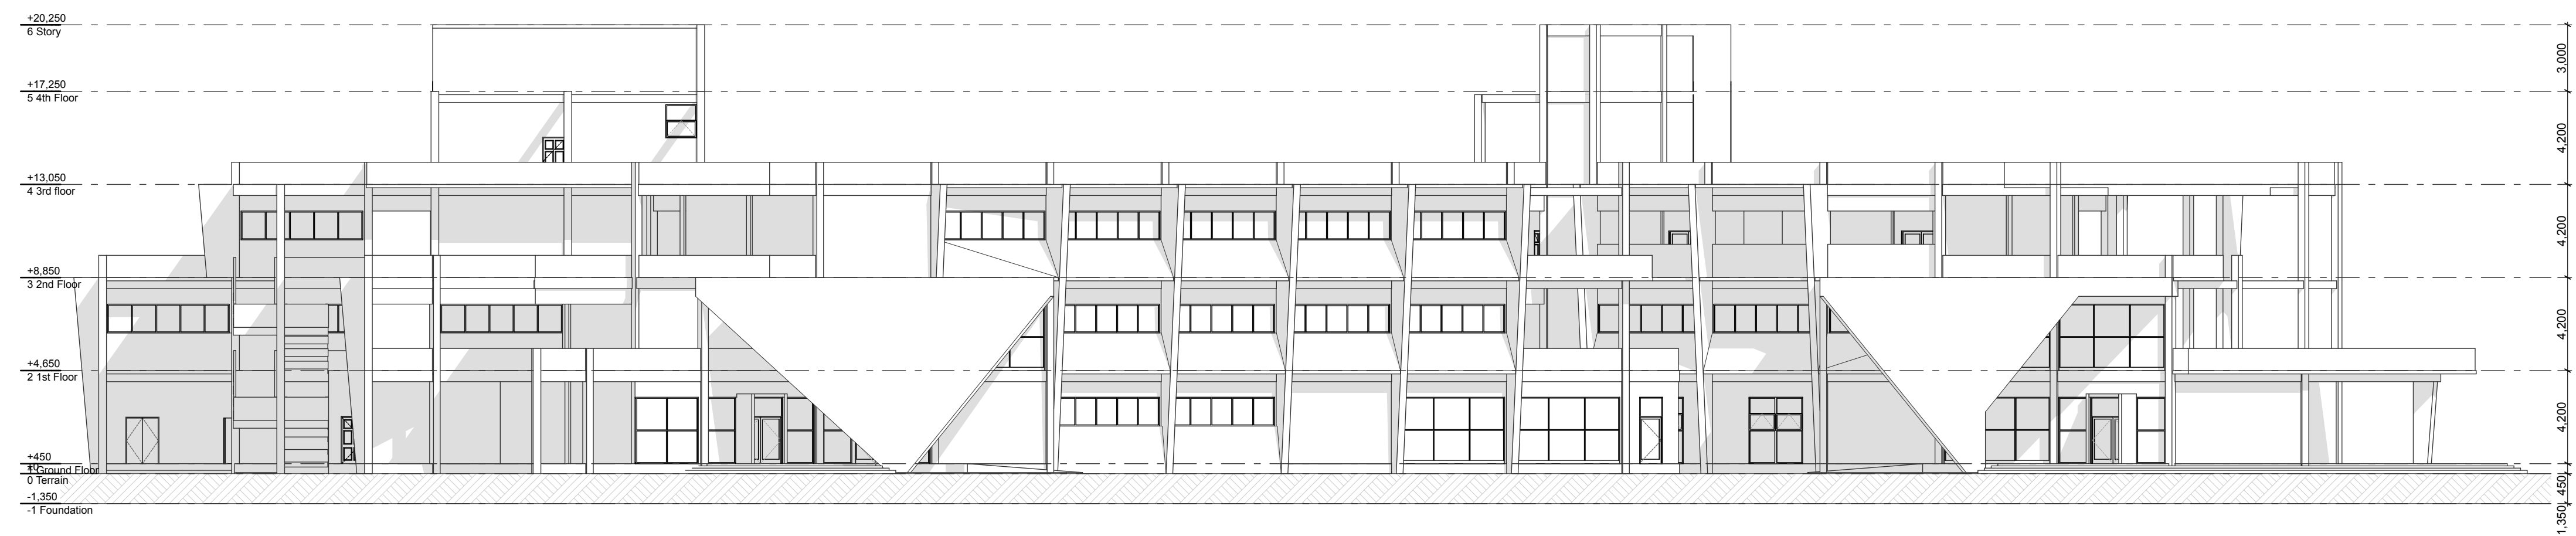 +20,250
6 Story
+17,250
5 4th Floor
+13,050
4 3rd floor
+8,850
3 2nd Floor
+4,650
2 1st Floor
+450
±0
1 Ground Floor
0 Terrain
-1,350
-1 Foundation
3,000
4,200
4,200
4,200
4,200
450
1,350